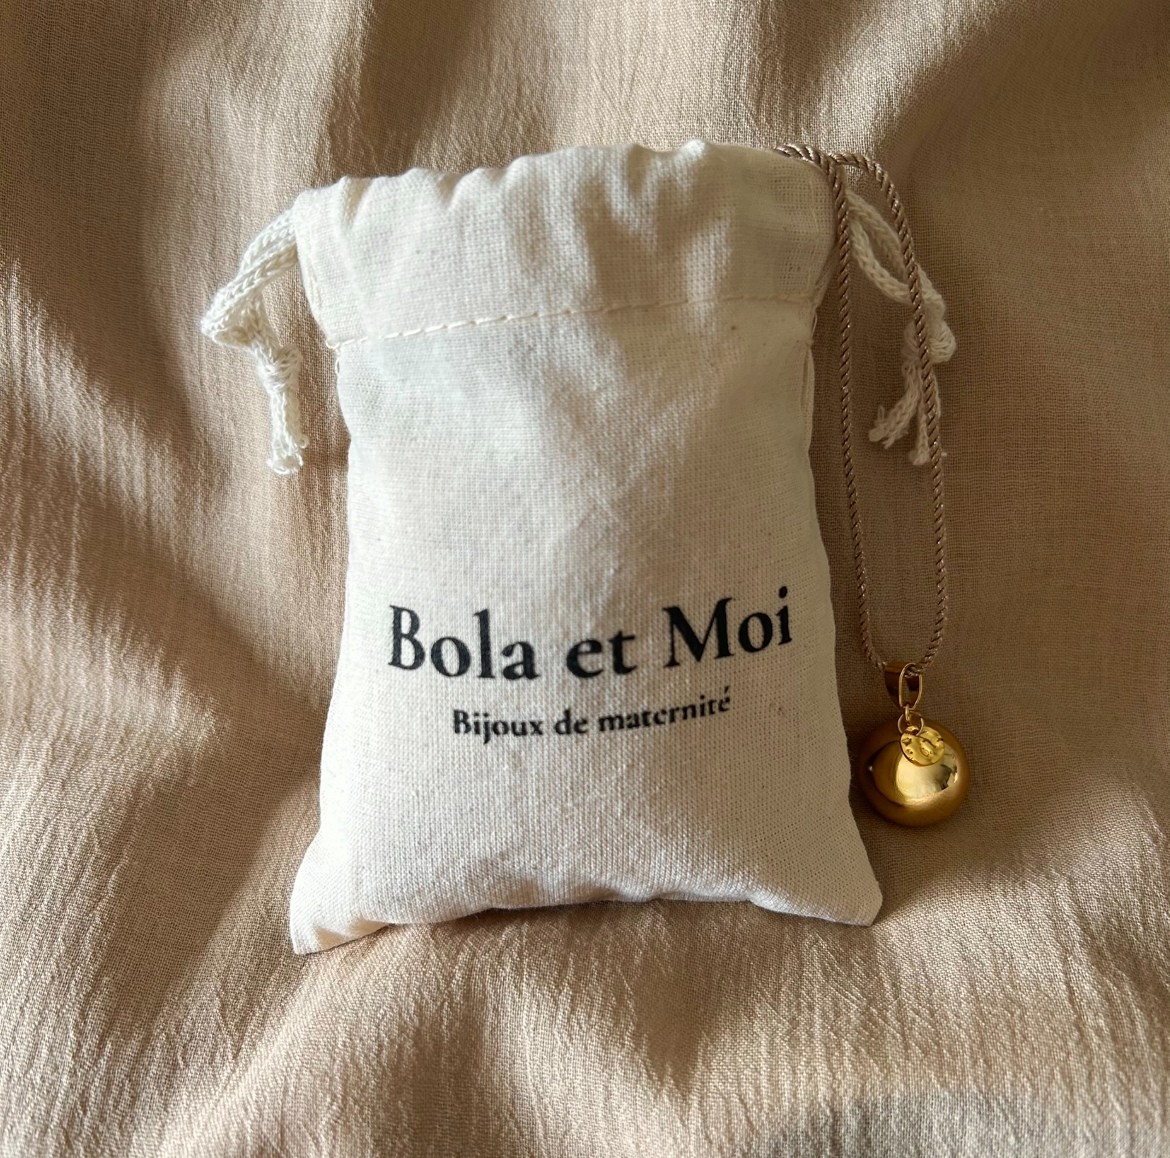 Bola et Moi
Bijoux de maternité